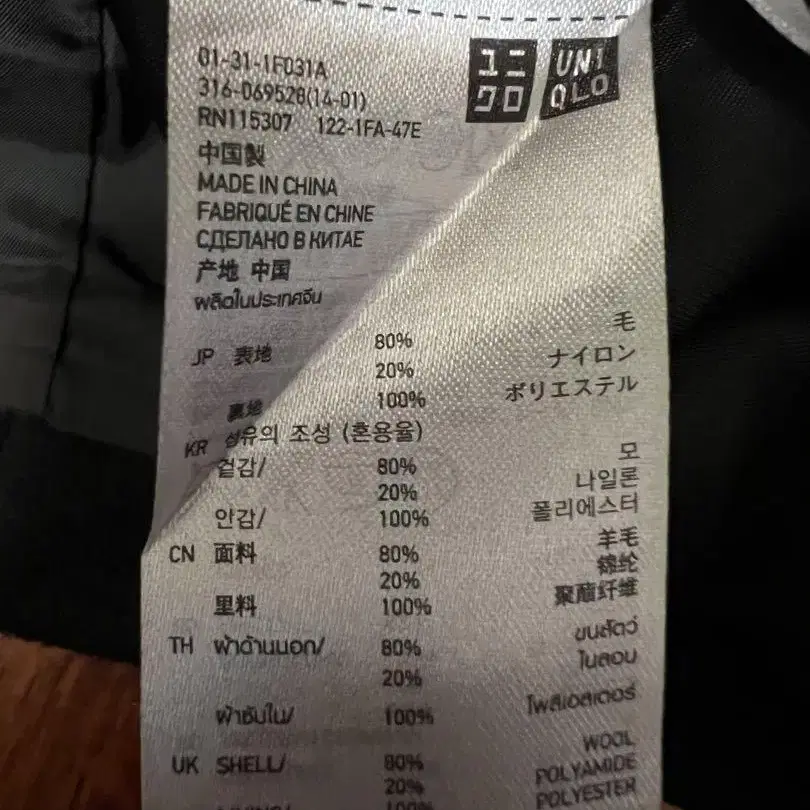 ユニ
クロ
UNI
QLO
01-31-1F031A
316-069528(14-01)
RN115307 122-1FA-47E
中国製
MADE IN CHINA
FABRIQUÉ EN CHINE
СДЕЛАНО В КИТАЕ
产地 中国
ผลิตในประเทศจีน
JP 表地 80% 毛
20% ナイロン
裏地 100% ポリエステル
KR 섬유의 조성 (혼용율)
겉감/ 80% 모
20% 나일론
안감/ 100% 폴리에스터
CN 面料 80% 羊毛
20% 锦纶
里料 100% 聚酯纤维
TH ผ้าด้านนอก/ 80% ขนสัตว์
20% ไนลอน
ผ้าซับใน/ 100% โพลีเอสเตอร์
UK SHELL/ 80% WOOL
20% POLYAMIDE
100% POLYESTER